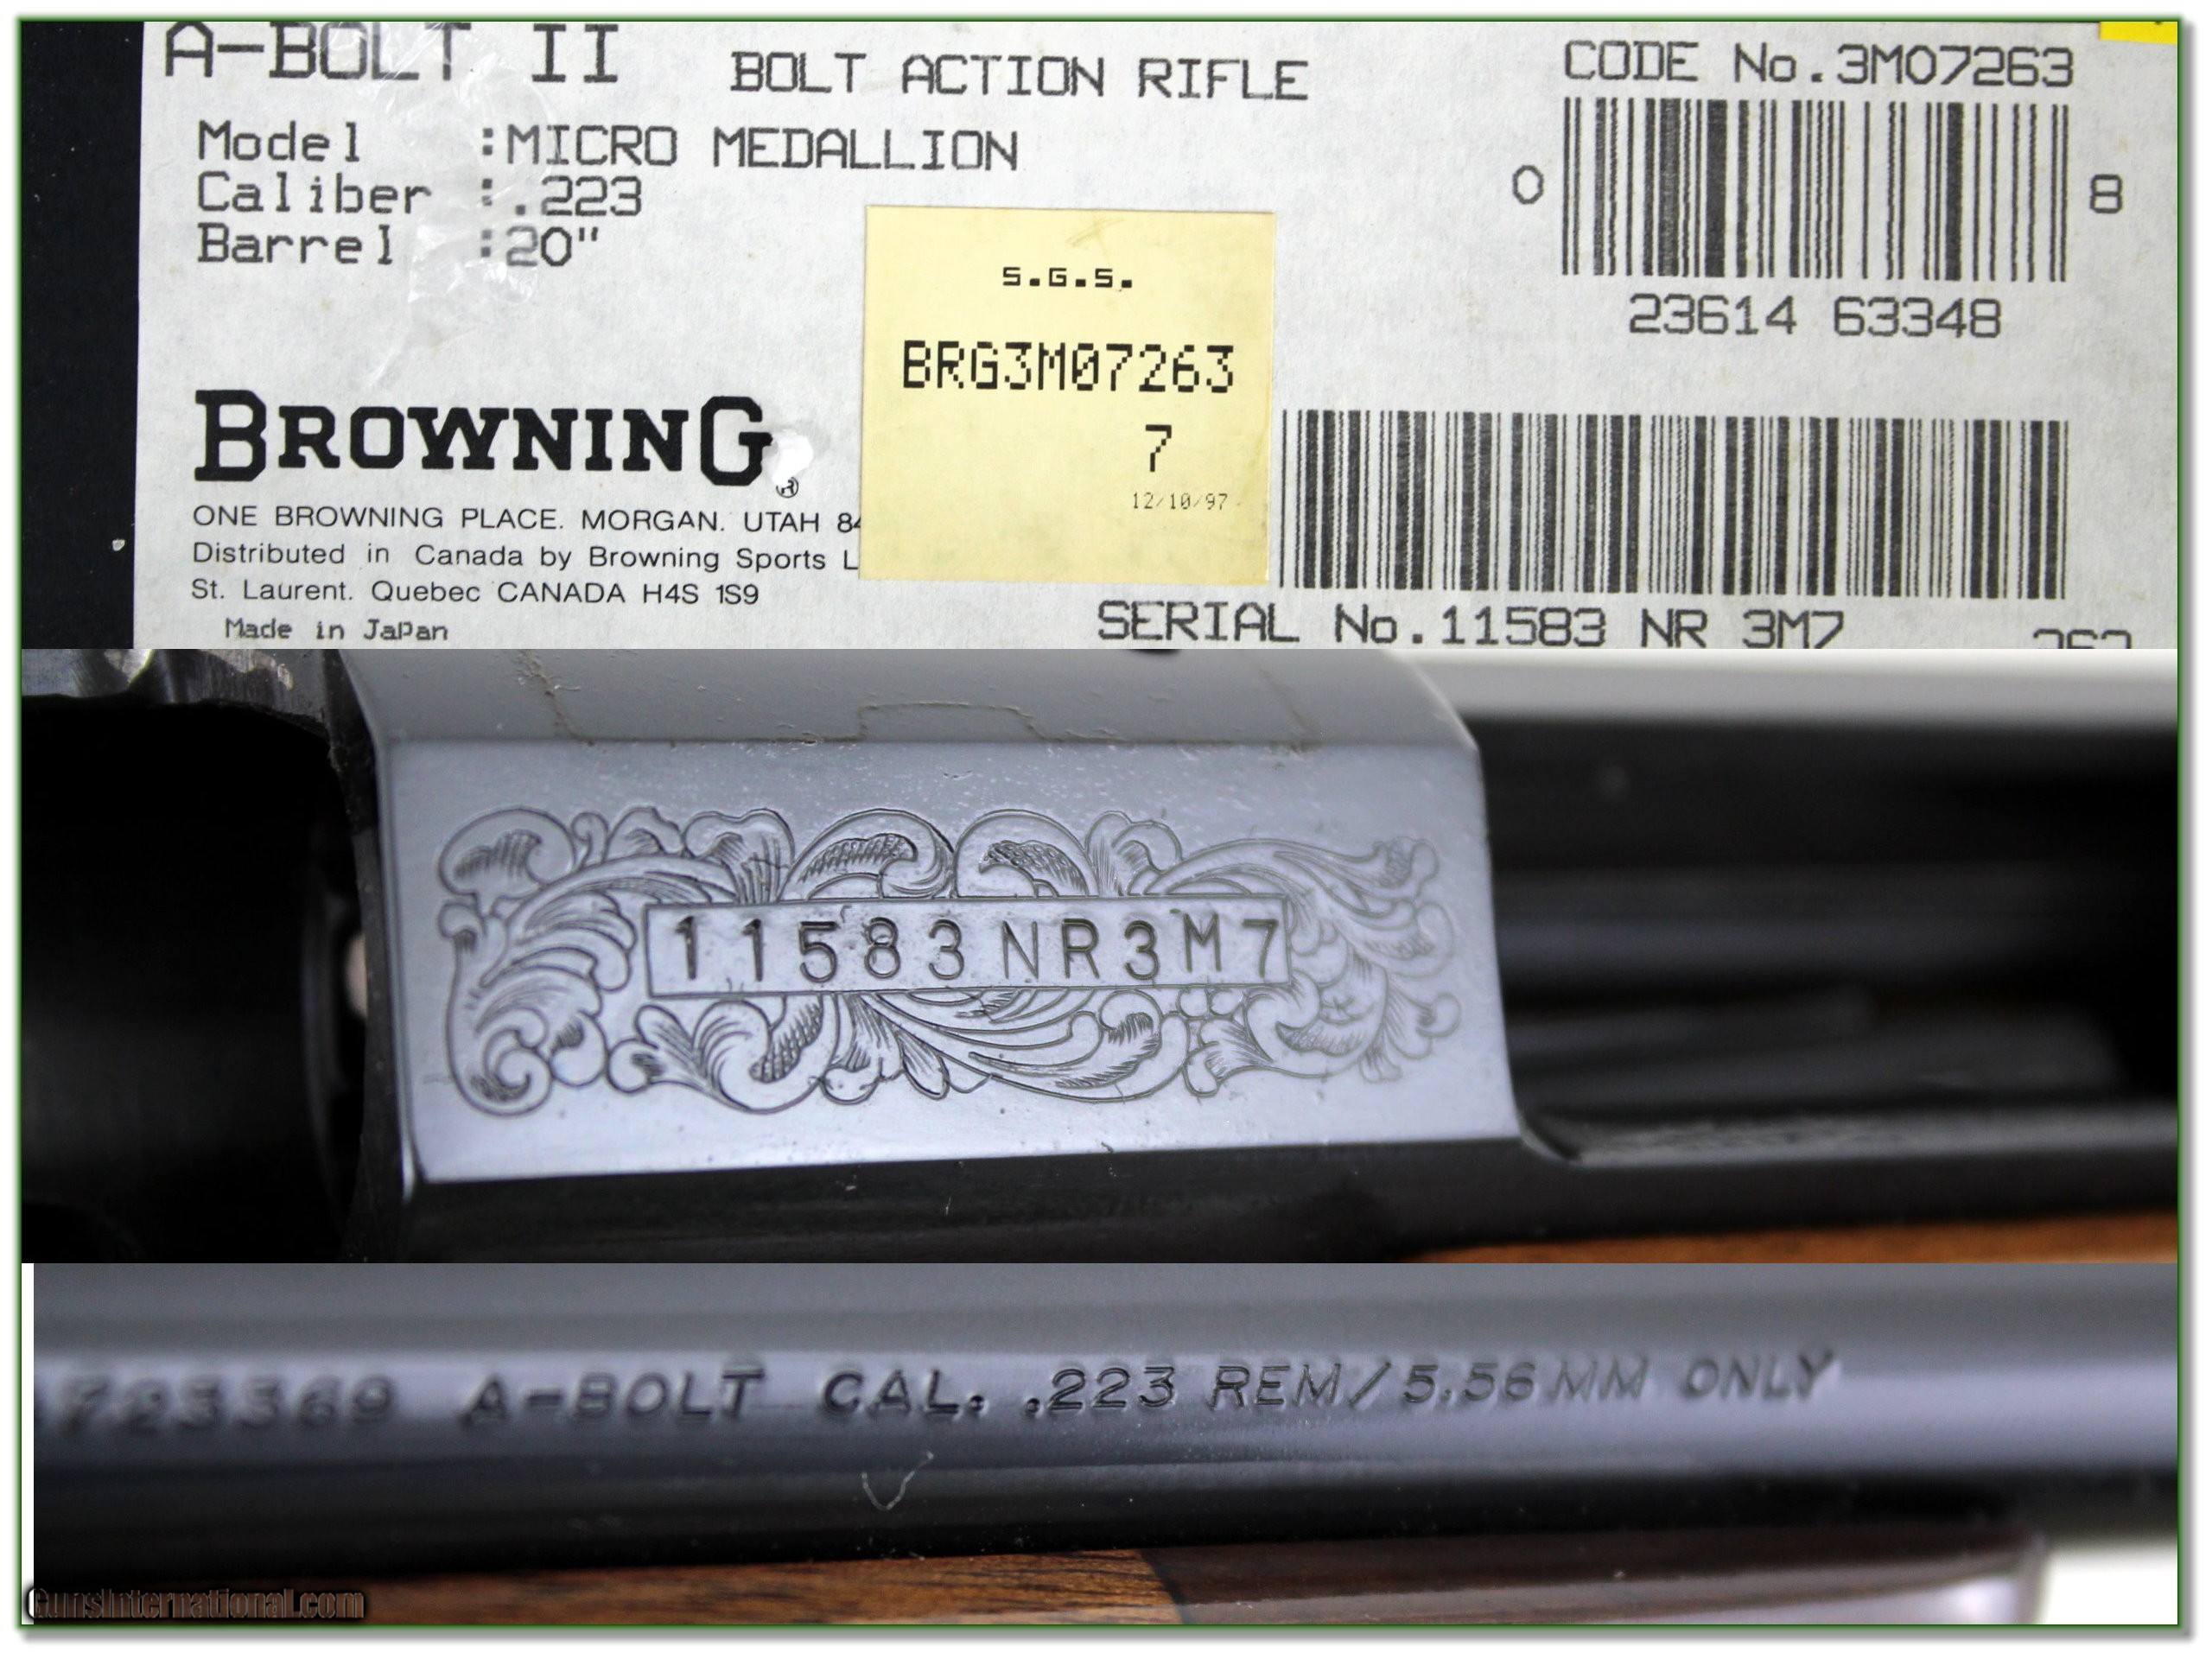 A-BOLT II BOLT ACTION RIFLE CODE No.3M07263
Model :MICRO MEDALLION
Caliber :.223
Barrel :20"
0 8
23614 63348
S.G.S.
BRG3M07263
7
12/10/97
BROWNING®
ONE BROWNING PLACE. MORGAN. UTAH 84
Distributed in Canada by Browning Sports L
St. Laurent. Quebec CANADA H4S 1S9
Made in JaPan
SERIAL No.11583 NR 3M7
11583NR3M7
723369 A-BOLT CAL. .223 REM/5.56MM ONLY
GunsInternational.com